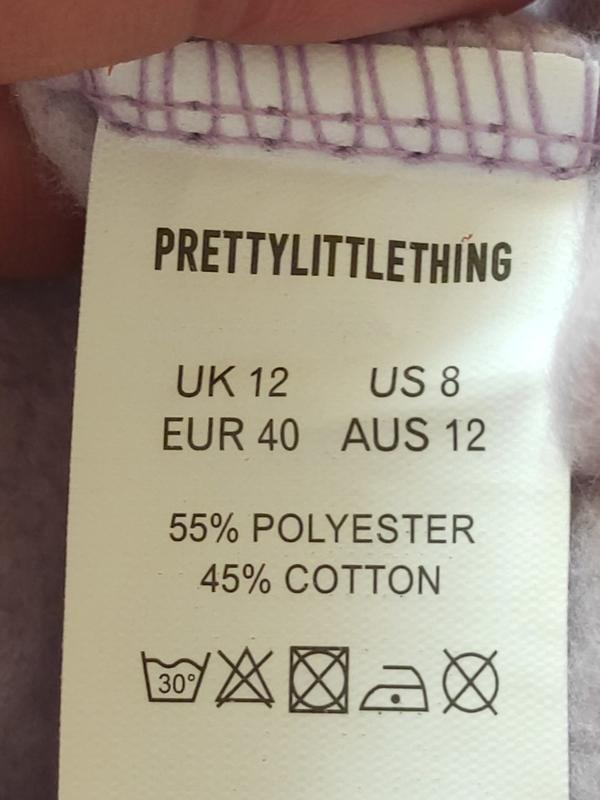 PRETTYLITTLETHING
UK 12 US 8
EUR 40 AUS 12
55% POLYESTER
45% COTTON
30°